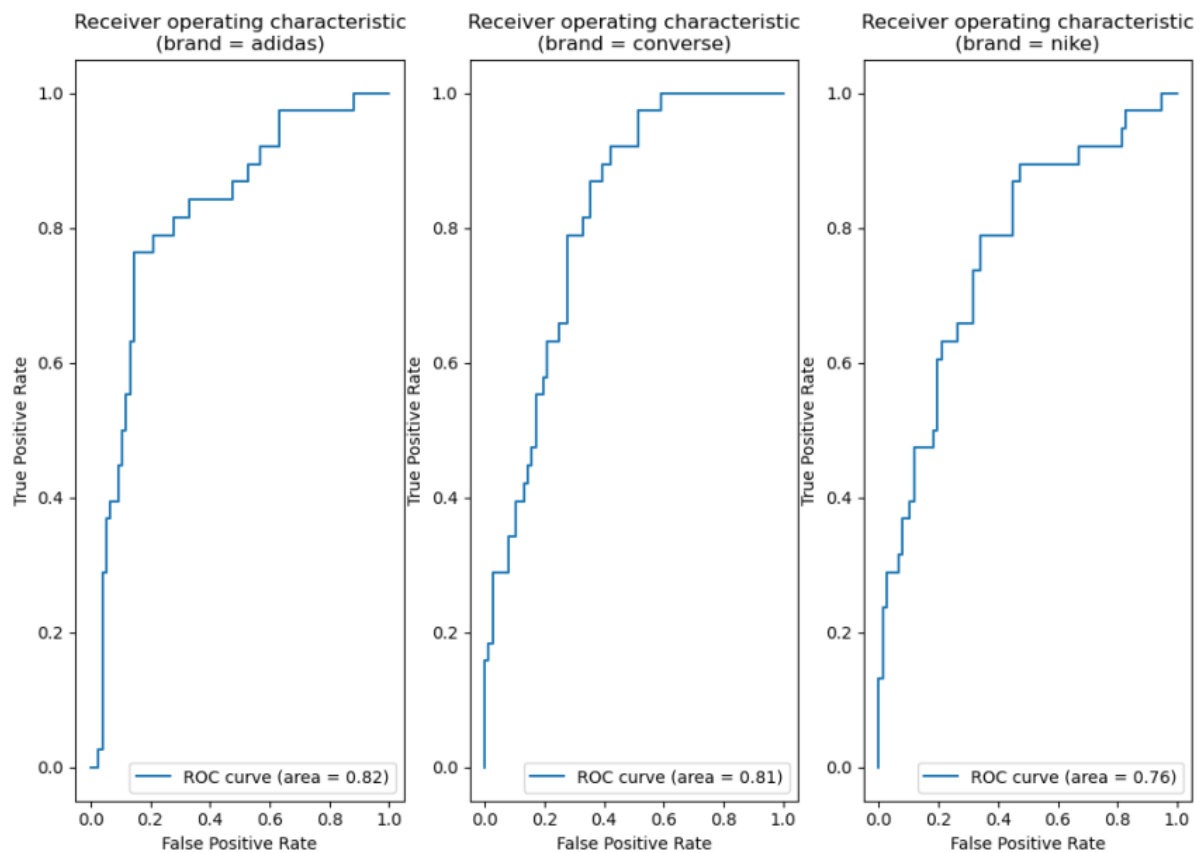 Receiver operating characteristic
(brand = adidas)
True Positive Rate
1.0
0.8
0.6
0.4
0.2
0.0
ROC curve (area = 0.82)
0.0 0.2 0.4 0.6 0.8 1.0
False Positive Rate
Receiver operating characteristic
(brand = converse)
True Positive Rate
1.0
0.8
0.6
0.4
0.2
0.0
ROC curve (area = 0.81)
0.0 0.2 0.4 0.6 0.8 1.0
False Positive Rate
Receiver operating characteristic
(brand = nike)
True Positive Rate
1.0
0.8
0.6
0.4
0.2
0.0
ROC curve (area = 0.76)
0.0 0.2 0.4 0.6 0.8 1.0
False Positive Rate